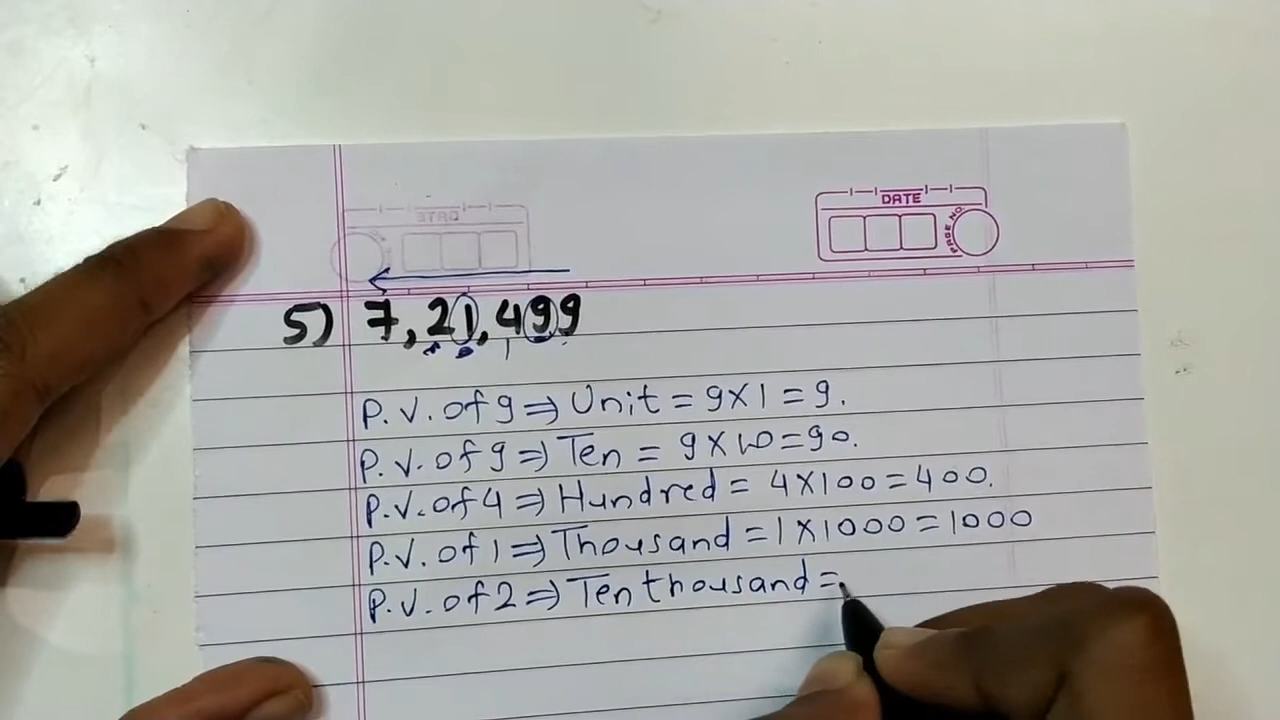 DATE
PAGE NO.
DATE
5) 7,21,499
P.V. of 9 ⇒ Unit = 9×1 = 9.
P.V. of 9 ⇒ Ten = 9×10 = 90.
P.V. of 4 ⇒ Hundred = 4×100 = 400.
P.V. of 1 ⇒ Thousand = 1×1000 = 1000
P.V. of 2 ⇒ Ten thousand =